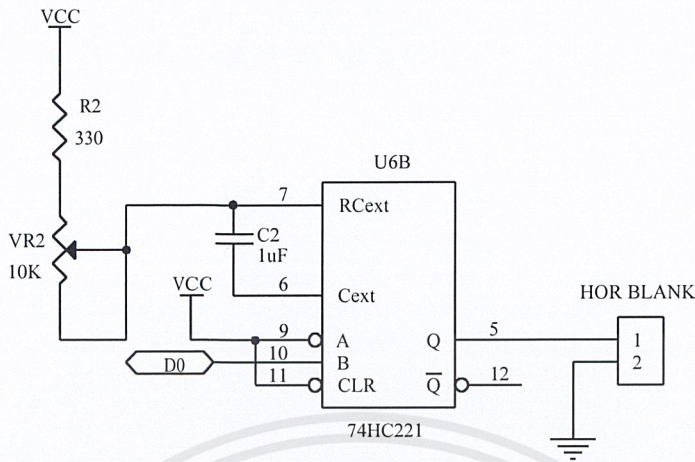 VCC
R2
330
VR2
10K
U6B
7
RCext
C2
1uF
6
Cext
VCC
9
A
D0
10
B
11
CLR
Q
5
Q
12
74HC221
HOR BLANK
1
2